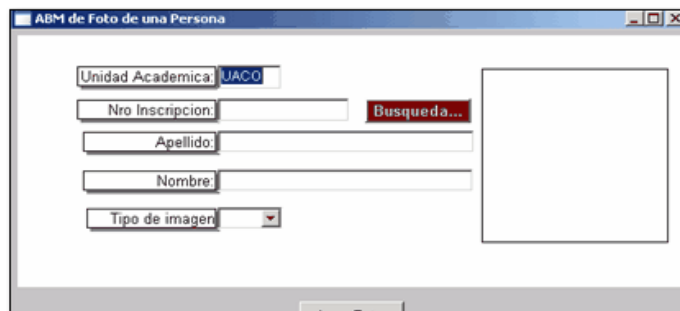 ABM de Foto de una Persona
Unidad Academica: UACO
Nro Inscripcion:
Busqueda...
Apellido:
Nombre:
Tipo de imagen